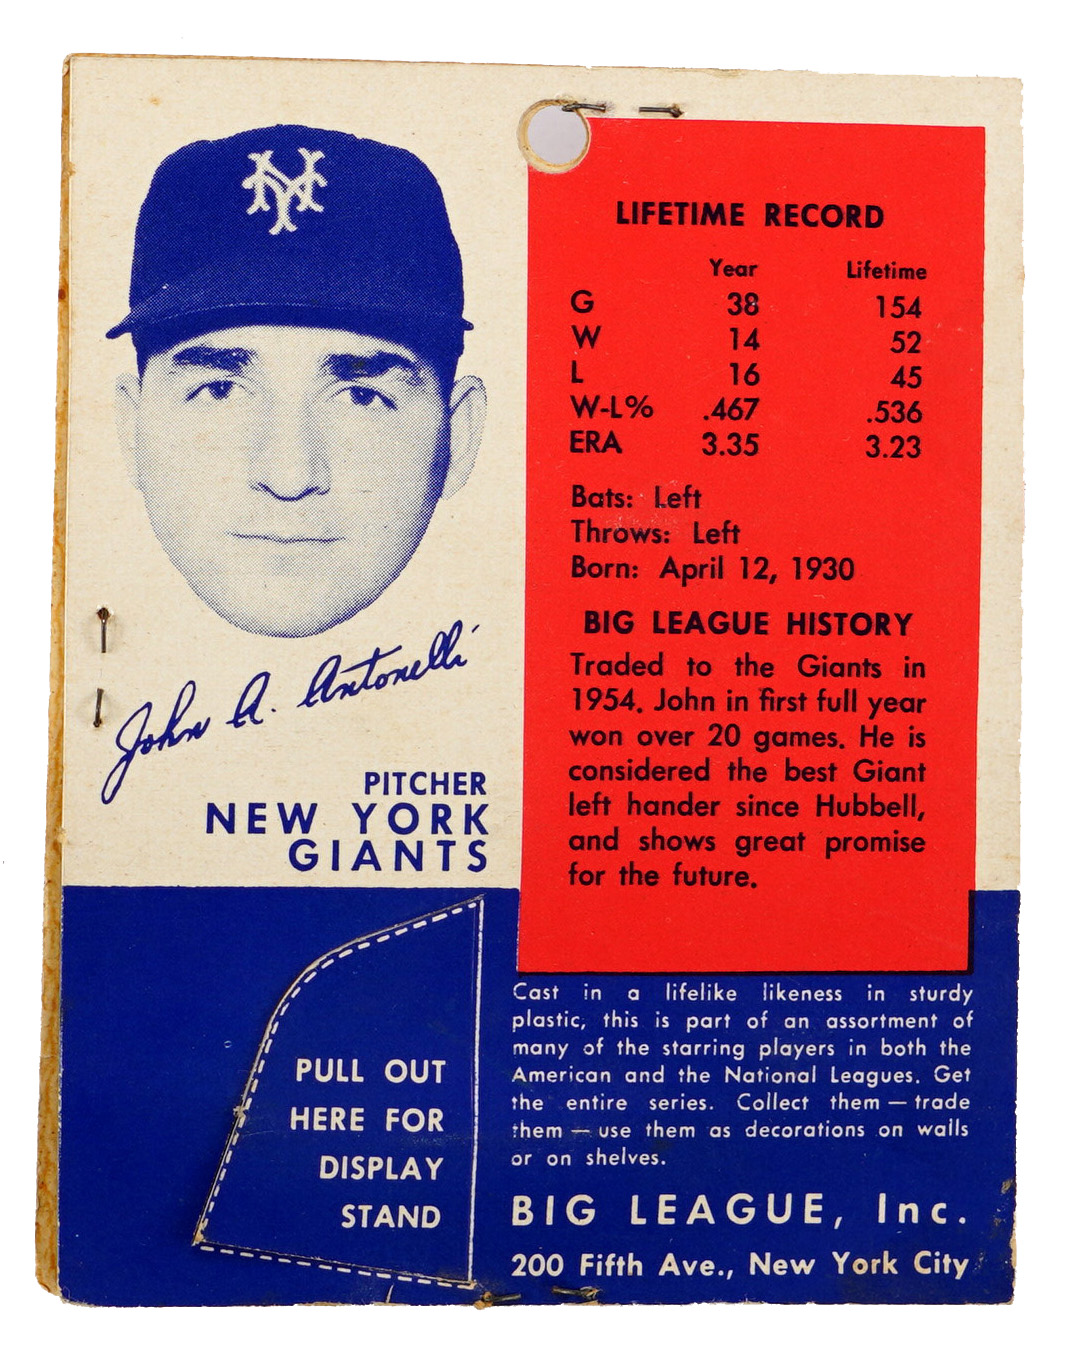 NY
John A. Antonelli
PITCHER
NEW YORK
GIANTS
LIFETIME RECORD
Year Lifetime
G 38 154
W 14 52
L 16 45
W-L% .467 .536
ERA 3.35 3.23
Bats: Left
Throws: Left
Born: April 12, 1930
BIG LEAGUE HISTORY
Traded to the Giants in
1954. John in first full year
won over 20 games. He is
considered the best Giant
left hander since Hubbell,
and shows great promise
for the future.
PULL OUT
HERE FOR
DISPLAY
STAND
Cast in a lifelike likeness in sturdy
plastic, this is part of an assortment of
many of the starring players in both the
American and the National Leagues. Get
the entire series. Collect them — trade
them — use them as decorations on walls
or on shelves.
BIG LEAGUE, Inc.
200 Fifth Ave., New York City